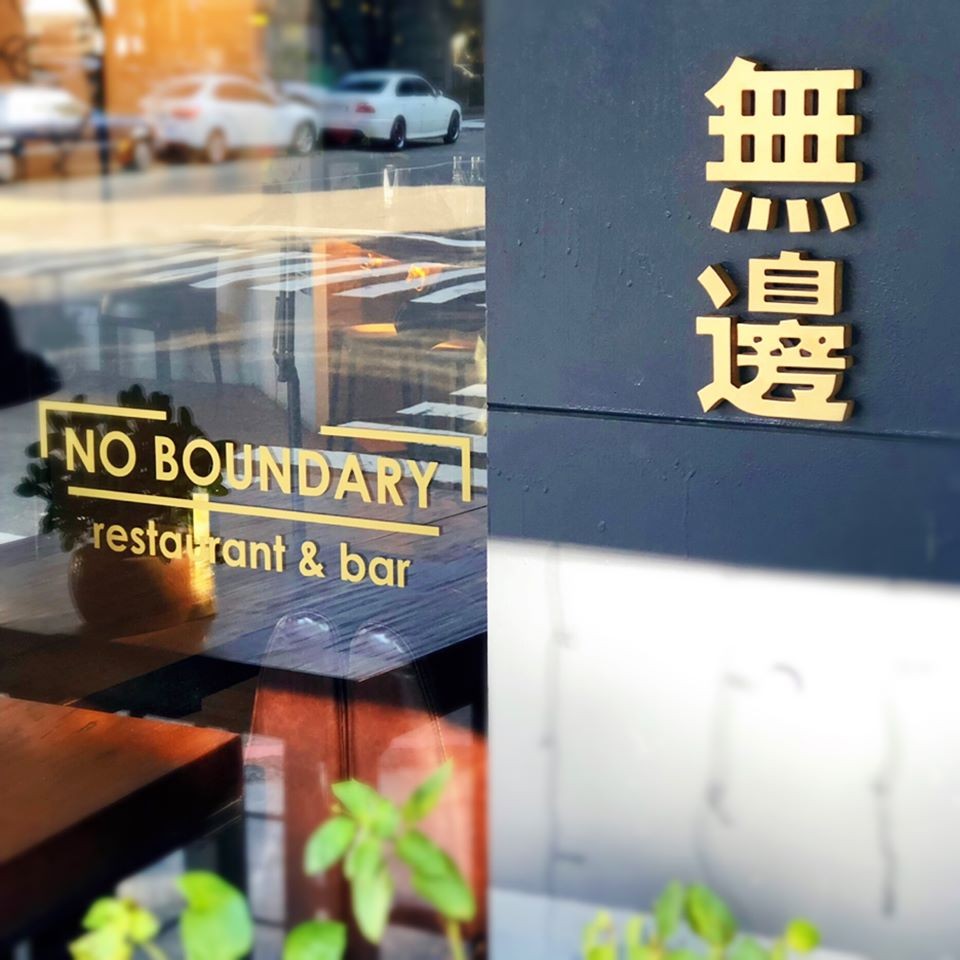 NO BOUNDARY
restaurant & bar
無邊